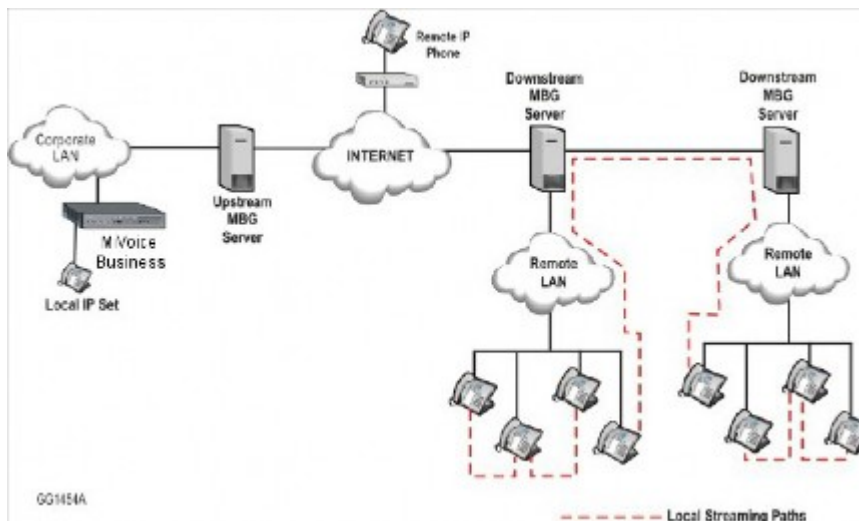 Remote IP
Phone
Downstream
MBG
Server
Downstream
MBG
Server
Corporate
LAN
INTERNET
Upstream
MBG
Server
MiVoice
Business
Local IP Set
Remote
LAN
Remote
LAN
GG1454A
Local Streaming Paths